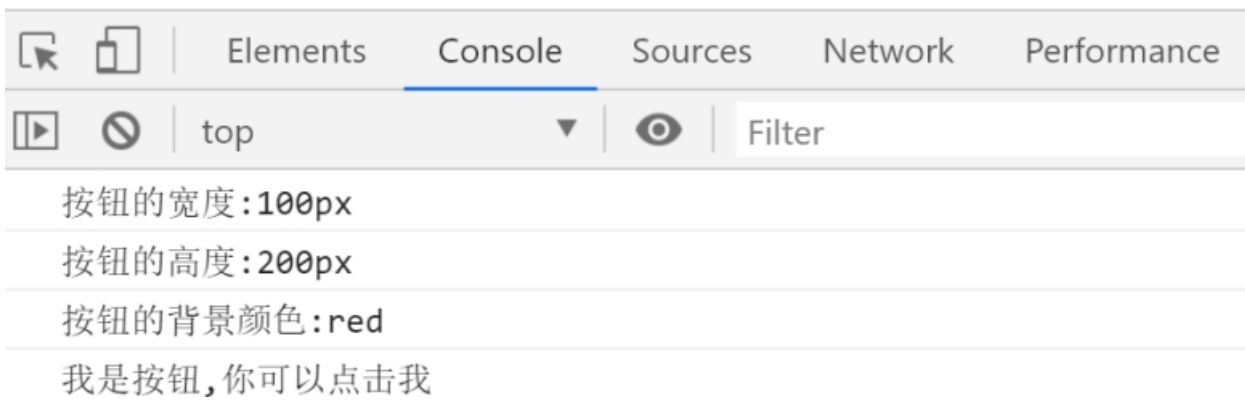 Elements Console Sources Network Performance
top Filter
按钮的宽度:100px
按钮的高度:200px
按钮的背景颜色:red
我是按钮,你可以点击我